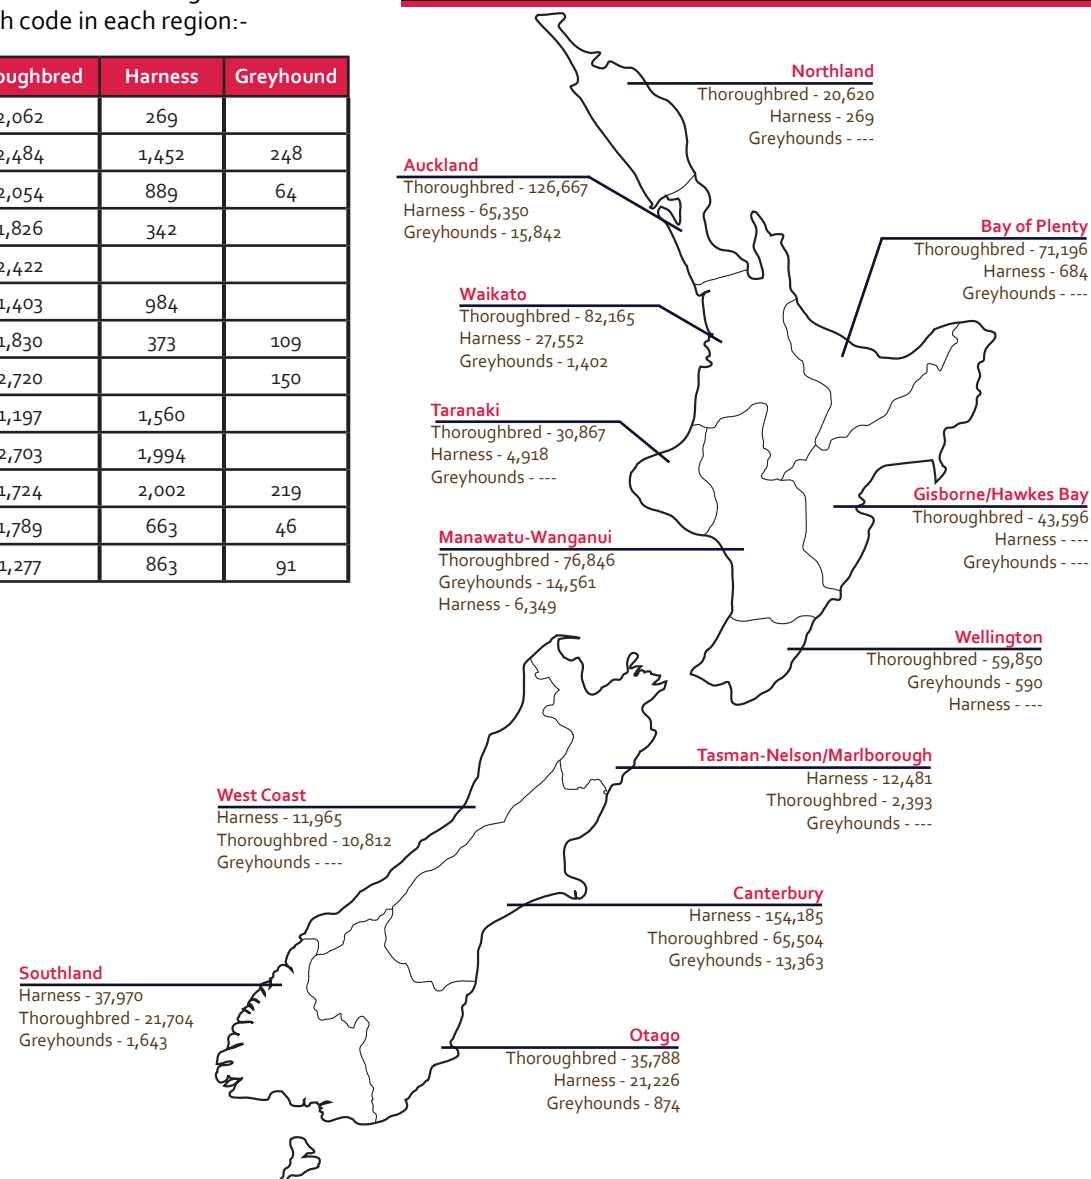 h code in each region:-
oughbred Harness Greyhound
2,062 269
2,484 1,452 248
2,054 889 64
1,826 342
2,422
1,403 984
1,830 373 109
2,720 150
1,197 1,560
2,703 1,994
1,724 2,002 219
1,789 663 46
1,277 863 91
Northland
Thoroughbred - 20,620
Harness - 269
Greyhounds - ---
Auckland
Thoroughbred - 126,667
Harness - 65,350
Greyhounds - 15,842
Bay of Plenty
Thoroughbred - 71,196
Harness - 684
Greyhounds - ---
Waikato
Thoroughbred - 82,165
Harness - 27,552
Greyhounds - 1,402
Taranaki
Thoroughbred - 30,867
Harness - 4,918
Greyhounds - ---
Gisborne/Hawkes Bay
Thoroughbred - 43,596
Harness - ---
Greyhounds - ---
Manawatu-Wanganui
Thoroughbred - 76,846
Greyhounds - 14,561
Harness - 6,349
Wellington
Thoroughbred - 59,850
Greyhounds - 590
Harness - ---
Tasman-Nelson/Marlborough
Harness - 12,481
Thoroughbred - 2,393
Greyhounds - ---
West Coast
Harness - 11,965
Thoroughbred - 10,812
Greyhounds - ---
Canterbury
Harness - 154,185
Thoroughbred - 65,504
Greyhounds - 13,363
Southland
Harness - 37,970
Thoroughbred - 21,704
Greyhounds - 1,643
Otago
Thoroughbred - 35,788
Harness - 21,226
Greyhounds - 874